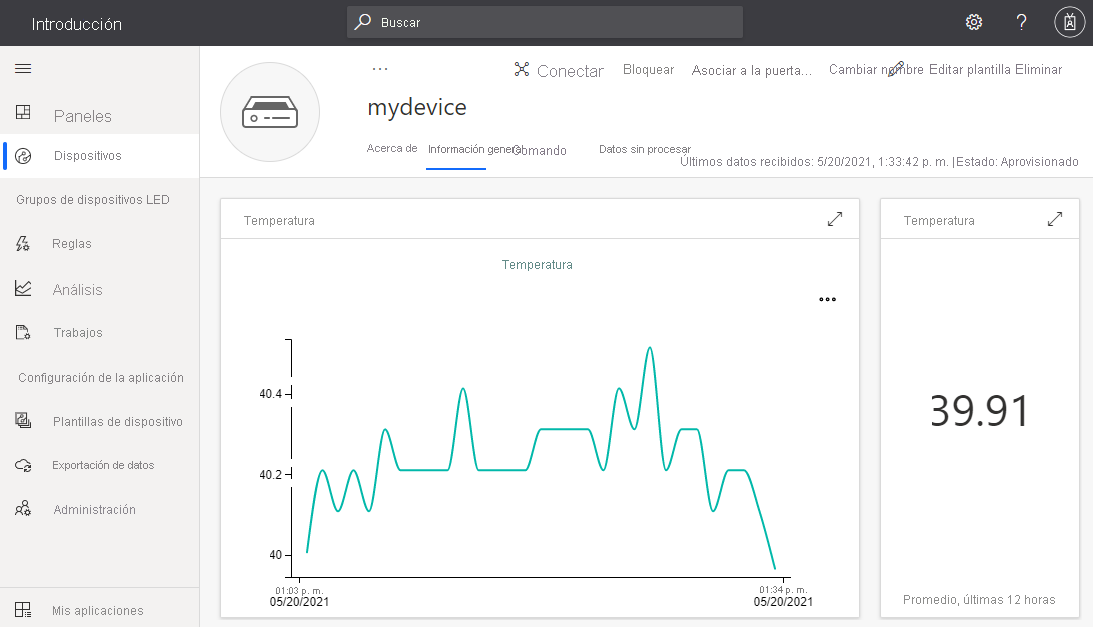 Introducción
Buscar
?
Paneles
Dispositivos
Grupos de dispositivos LED
Reglas
Análisis
Trabajos
Configuración de la aplicación
Plantillas de dispositivo
Exportación de datos
Administración
Mis aplicaciones
...
Conectar
Bloquear
Asociar a la puerta...
Cambiar nombre
Editar plantilla
Eliminar
mydevice
Acerca de
Información general
Comando
Datos sin procesar
Últimos datos recibidos: 5/20/2021, 1:33:42 p. m. |Estado: Aprovisionado
Temperatura
Temperatura
40.4
40.2
40
01:03 p. m.
05/20/2021
01:34 p. m.
05/20/2021
Temperatura
39.91
Promedio, últimas 12 horas